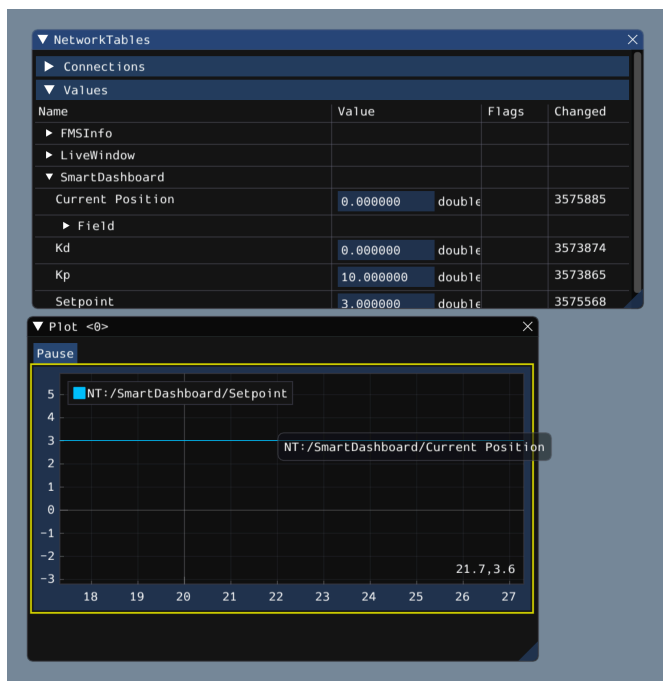 NetworkTables
Connections
Values
Name Value Flags Changed
FMSInfo
LiveWindow
SmartDashboard
Current Position 0.000000 double 3575885
Field
Kd 0.000000 double 3573874
Kp 10.000000 double 3573865
Setpoint 3.000000 double 3575568
Plot <0>
Pause
NT:/SmartDashboard/Setpoint
NT:/SmartDashboard/Current Position
5
4
3
2
1
0
-1
-2
-3
21.7,3.6
18 19 20 21 22 23 24 25 26 27